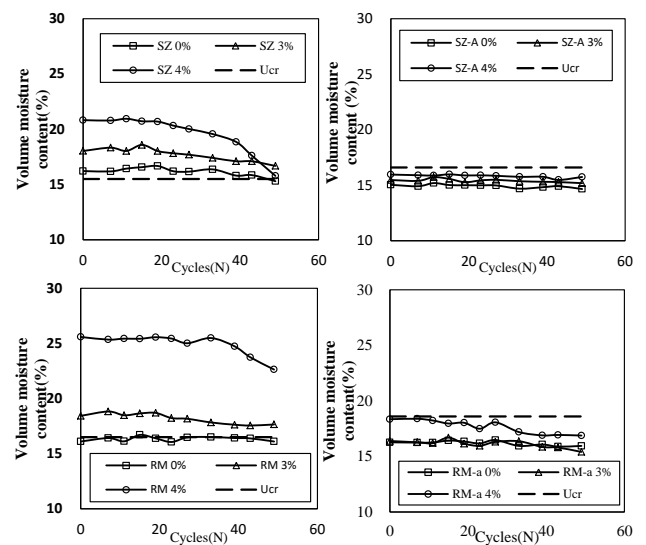 30
25
20
15
10
0 20 40 60
Volume moisture
content(%)
Cycles(N)
SZ 0% SZ 3%
SZ 4% Ucr
30
25
20
15
10
0 20 40 60
Volume moisture
content (%)
Cycles(N)
SZ-A 0% SZ-A 3%
SZ-A 4% Ucr
30
25
20
15
10
0 20 40 60
Volume moisture
content(%)
Cycles(N)
RM 0% RM 3%
RM 4% Ucr
30
25
20
15
10
0 20 40 60
Volume moisture
content (%)
Cycles(N)
RM-a 0% RM-a 3%
RM-a 4% Ucr